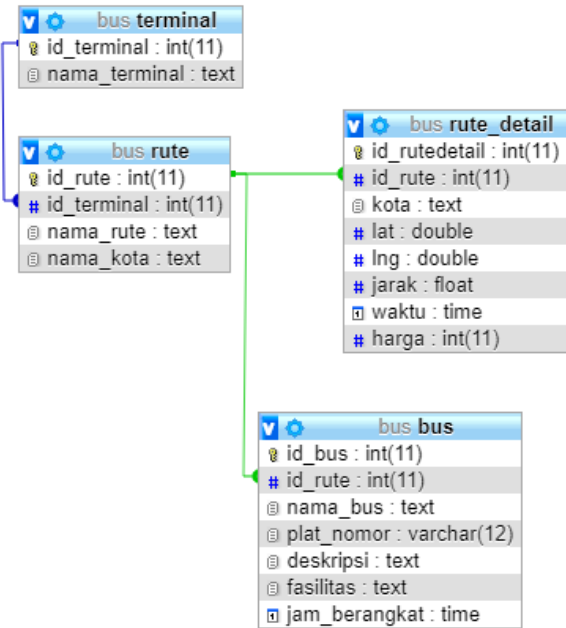 bus terminal
id_terminal : int(11)
nama_terminal : text
bus rute
id_rute : int(11)
id_terminal : int(11)
nama_rute : text
nama_kota : text
bus rute_detail
id_rutedetail : int(11)
id_rute : int(11)
kota : text
lat : double
lng : double
jarak : float
waktu : time
harga : int(11)
bus bus
id_bus : int(11)
id_rute : int(11)
nama_bus : text
plat_nomor : varchar(12)
deskripsi : text
fasilitas : text
jam_berangkat : time